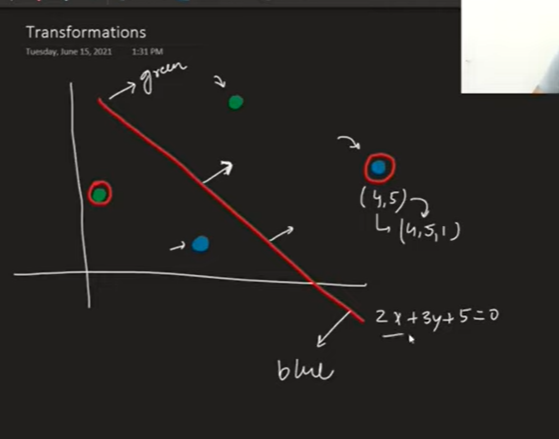 Transformations
Tuesday, June 15, 2021 1:31 PM
green
(4,5)
(4,5,1)
2x+3y+5=0
blue